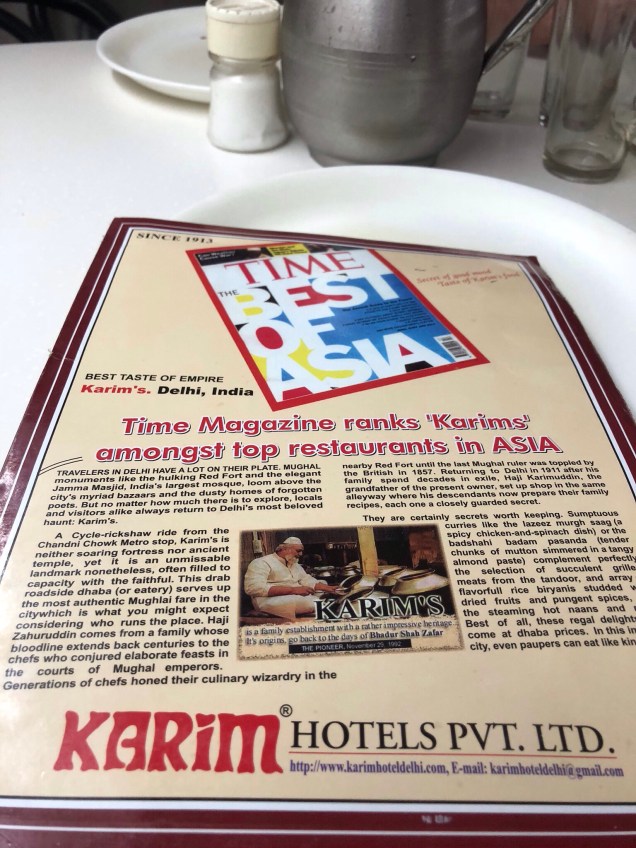 SINCE 1913
TIME
THE
BEST
OF
ASIA
Secret of good mood
Taste of Karim's food
BEST TASTE OF EMPIRE
Karim's. Delhi, India
Time Magazine ranks 'Karims'
amongst top restaurants in ASIA
TRAVELERS IN DELHI HAVE A LOT ON THEIR PLATE. MUGHAL
monuments like the hulking Red Fort and the elegant
Jamma Masjid, India's largest mosque, loom above the
city's myriad bazaars and the dusty homes of forgotten
poets. But no matter how much there is to explore, locals
and visitors alike always return to Delhi's most beloved
haunt: Karim's.
A Cycle-rickshaw ride from the
Chandni Chowk Metro stop, Karim's is
neither soaring fortress nor ancient
temple, yet it is an unmissable
landmark nonetheless, often filled to
capacity with the faithful. This drab
roadside dhaba (or eatery) serves up
the most authentic Mughlai fare in the
citywhich is what you might expect
considering who runs the place. Haji
Zahuruddin comes from a family whose
bloodline extends back centuries to the
chefs who conjured elaborate feasts in
the courts of Mughal emperors.
Generations of chefs honed their culinary wizardry in the
nearby Red Fort until the last Mughal ruler was toppled by
the British in 1857. Returning to Delhi in 1911 after his
family spend decades in exile, Haji Karimuddin, the
grandfather of the present owner, set up shop in the same
alleyway where his descendants now prepare their family
recipes, each one a closely guarded secret.
They are certainly secrets worth keeping. Sumptuous
curries like the lazeez murgh saag (a
spicy chicken-and-spinach dish) or the
badshahi badam pasanda (tender
chunks of mutton simmered in a tangy
almond paste) complement perfectly
the selection of succulent grille
meats from the tandoor, and array
flavorfull rice biryanis studded w
dried fruits and pungent spices,
the steaming hot naans and
Best of all, these regal delight
come at dhaba prices. In this im
city, even paupers can eat like kin
KARIM'S
is a family establishment with a rather impressive heritage
It's origins go back to the days of Bhadur Shah Zafar
THE PIONEER, November 29, 1992
KARIM® HOTELS PVT. LTD.
http://www.karimhoteldelhi.com, E-mail: karimhoteldelhi@gmail.com